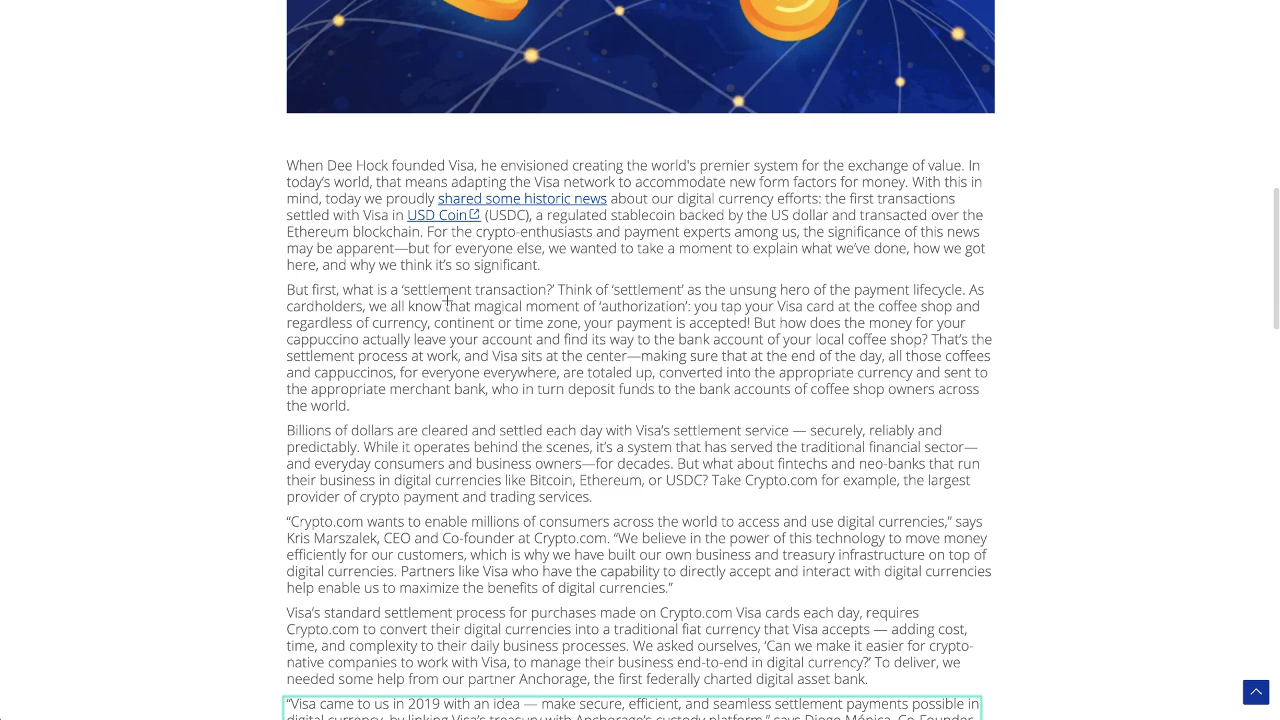 When Dee Hock founded Visa, he envisioned creating the world's premier system for the exchange of value. In
today’s world, that means adapting the Visa network to accommodate new form factors for money. With this in
mind, today we proudly shared some historic news about our digital currency efforts: the first transactions
settled with Visa in USD Coin (USDC), a regulated stablecoin backed by the US dollar and transacted over the
Ethereum blockchain. For the crypto-enthusiasts and payment experts among us, the significance of this news
may be apparent—but for everyone else, we wanted to take a moment to explain what we’ve done, how we got
here, and why we think it’s so significant.
But first, what is a ‘settlement transaction?’ Think of ‘settlement’ as the unsung hero of the payment lifecycle. As
cardholders, we all know that magical moment of ‘authorization’: you tap your Visa card at the coffee shop and
regardless of currency, continent or time zone, your payment is accepted! But how does the money for your
cappuccino actually leave your account and find its way to the bank account of your local coffee shop? That’s the
settlement process at work, and Visa sits at the center—making sure that at the end of the day, all those coffees
and cappuccinos, for everyone everywhere, are totaled up, converted into the appropriate currency and sent to
the appropriate merchant bank, who in turn deposit funds to the bank accounts of coffee shop owners across
the world.
Billions of dollars are cleared and settled each day with Visa’s settlement service — securely, reliably and
predictably. While it operates behind the scenes, it’s a system that has served the traditional financial sector—
and everyday consumers and business owners—for decades. But what about fintechs and neo-banks that run
their business in digital currencies like Bitcoin, Ethereum, or USDC? Take Crypto.com for example, the largest
provider of crypto payment and trading services.
“Crypto.com wants to enable millions of consumers across the world to access and use digital currencies,” says
Kris Marszalek, CEO and Co-founder at Crypto.com. “We believe in the power of this technology to move money
efficiently for our customers, which is why we have built our own business and treasury infrastructure on top of
digital currencies. Partners like Visa who have the capability to directly accept and interact with digital currencies
help enable us to maximize the benefits of digital currencies.”
Visa’s standard settlement process for purchases made on Crypto.com Visa cards each day, requires
Crypto.com to convert their digital currencies into a traditional fiat currency that Visa accepts — adding cost,
time, and complexity to their daily business processes. We asked ourselves, ‘Can we make it easier for crypto-
native companies to work with Visa, to manage their business end-to-end in digital currency?’ To deliver, we
needed some help from our partner Anchorage, the first federally charted digital asset bank.
“Visa came to us in 2019 with an idea — make secure, efficient, and seamless settlement payments possible in
digital currency, by linking Visa’s treasury with Anchorage’s custody platform,” says Diogo Mónica, Co-Founder